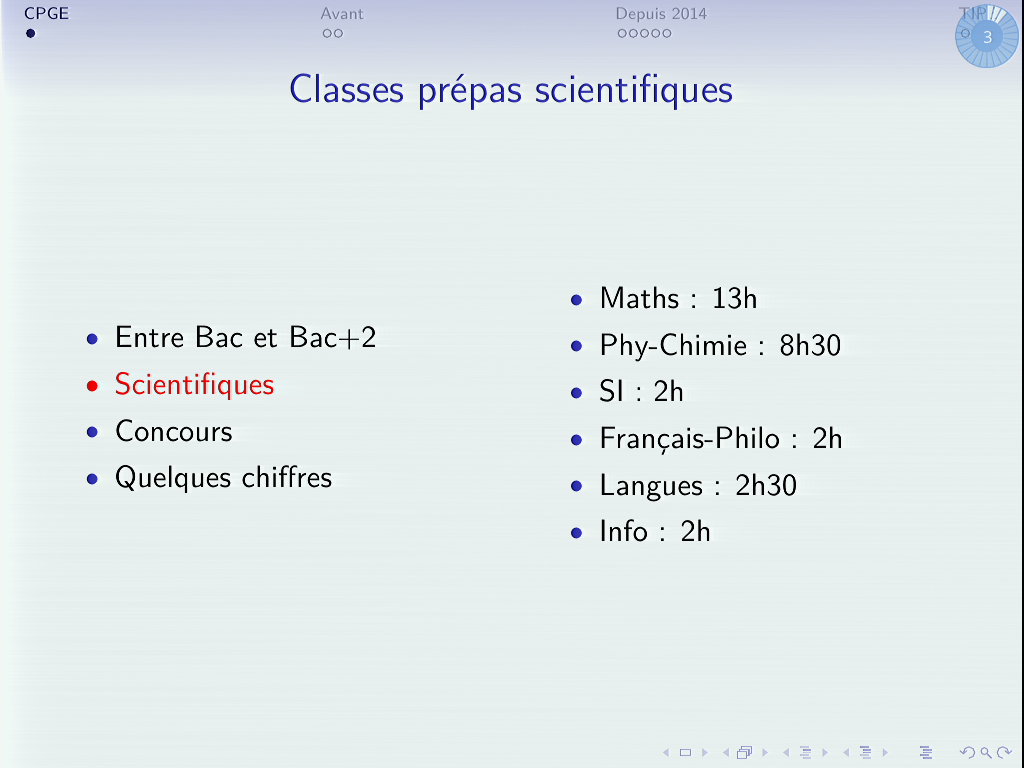 CPGE
Avant
Depuis 2014
TIPE
3
Classes prépas scientifiques
Entre Bac et Bac+2
Scientifiques
Concours
Quelques chiffres
Maths : 13h
Phy-Chimie : 8h30
SI : 2h
Français-Philo : 2h
Langues : 2h30
Info : 2h